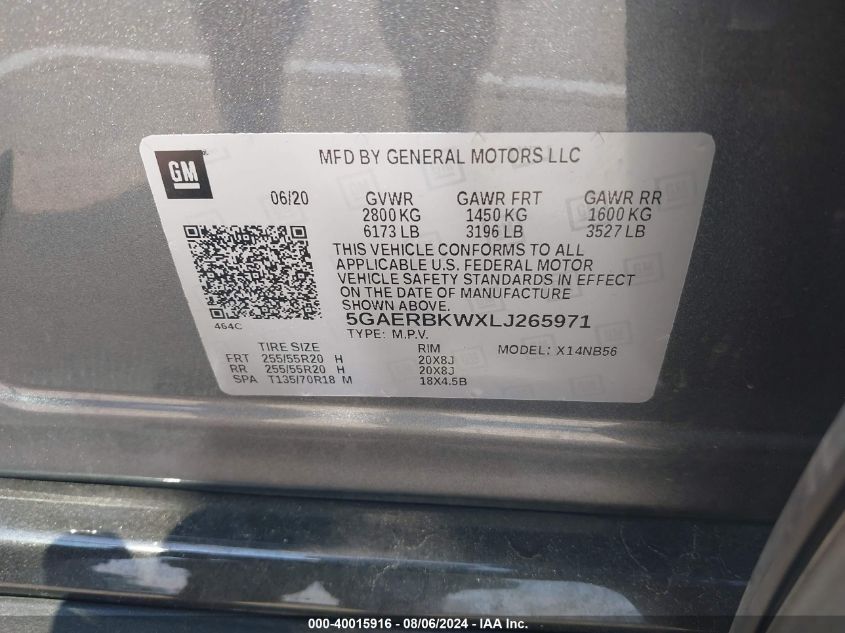 GM
MFD BY GENERAL MOTORS LLC
06/20 GVWR GAWR FRT GAWR RR
2800 KG 1450 KG 1600 KG
6173 LB 3196 LB 3527 LB
THIS VEHICLE CONFORMS TO ALL
APPLICABLE U.S. FEDERAL MOTOR
VEHICLE SAFETY STANDARDS IN EFFECT
ON THE DATE OF MANUFACTURE
SHOWN ABOVE.
464C
5GAERBKWXLJ265971
TYPE: M.P.V.
TIRE SIZE RIM MODEL: X14NB56
FRT 255/55R20 H 20X8J
RR 255/55R20 H 20X8J
SPA T135/70R18 M 18X4.5B
000-40015916 - 08/06/2024 - IAA Inc.